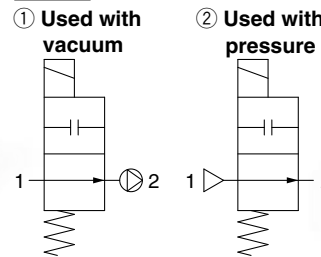 ① Used with
vacuum
② Used with
pressure
1
2
1